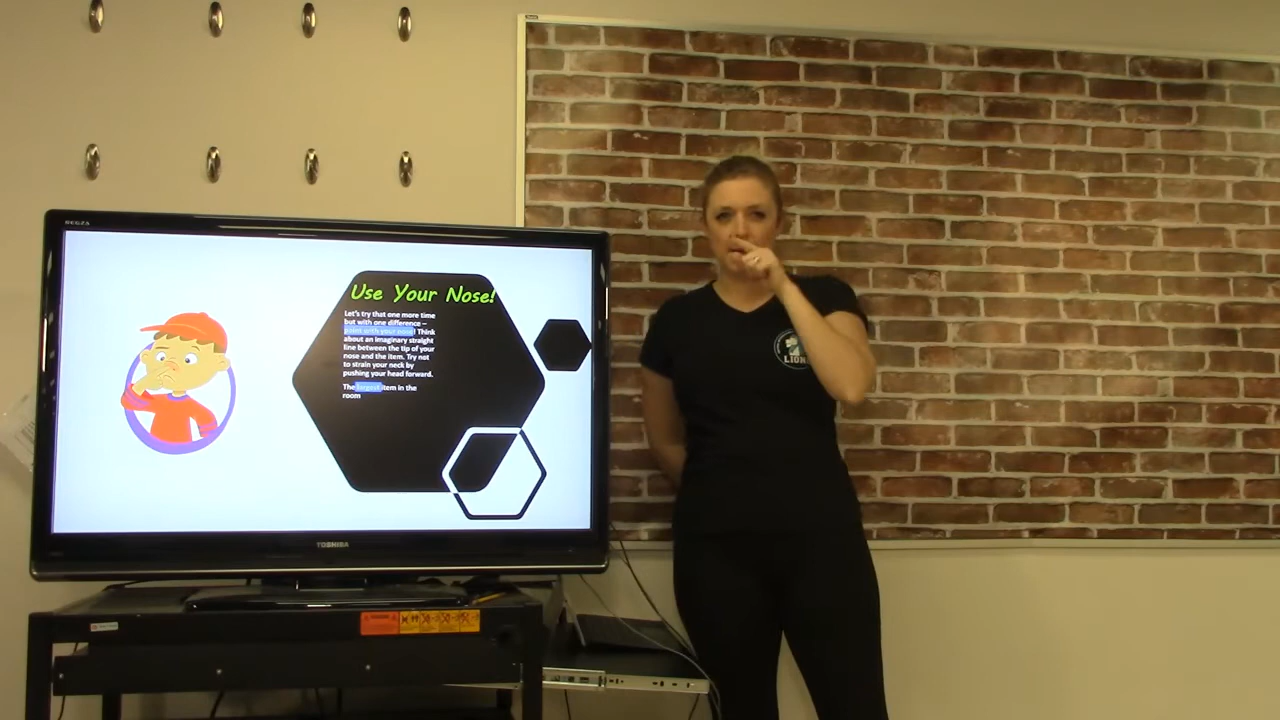 REGZA
Use Your Nose!
Let's try that one more time
but with one difference –
point with your nose! Think
about an imaginary straight
line between the tip of your
nose and the item. Try not
to strain your neck by
pushing your head forward.
The largest item in the
room
TOSHIBA
LIONS